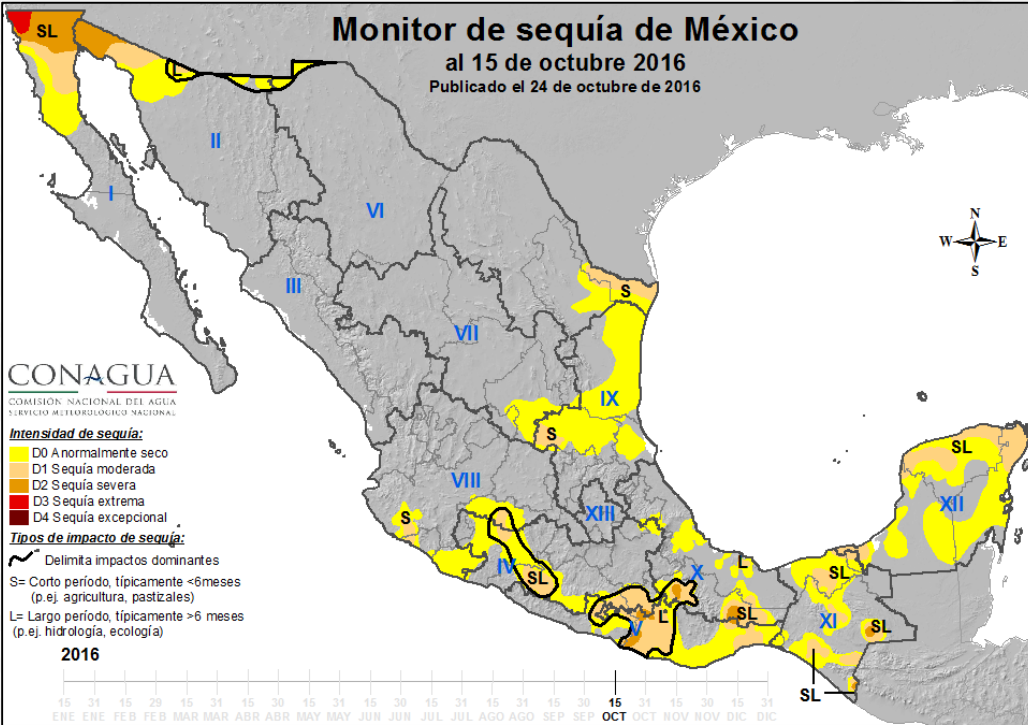 Monitor de sequía de México
al 15 de octubre 2016
Publicado el 24 de octubre de 2016
SL
L
II
I
VI
N
W E
S
III
S
VII
CONAGUA
COMISIÓN NACIONAL DEL AGUA
SERVICIO METEOROLÓGICO NACIONAL
IX
Intensidad de sequía:
D0 Anormalmente seco
D1 Sequía moderada
D2 Sequía severa
D3 Sequía extrema
D4 Sequía excepcional
S
SL
VIII
XII
S
XIII
Tipos de impacto de sequía:
Delimita impactos dominantes
S= Corto período, típicamente <6meses
(p.ej. agricultura, pastizales)
L= Largo período, típicamente >6 meses
(p.ej. hidrología, ecología)
IV
SL
X
L
SL
L
V
SL
XI
SL
SL
2016
15 31 15 29 15 31 15 30 15 31 15 30 15 31 15 31 15 30 15 31 15 30 15 31
ENE ENE FEB FEB MAR MAR ABR ABR MAY MAY JUN JUN JUL JUL AGO AGO SEP SEP OCT OCT NOV NOV DIC DIC